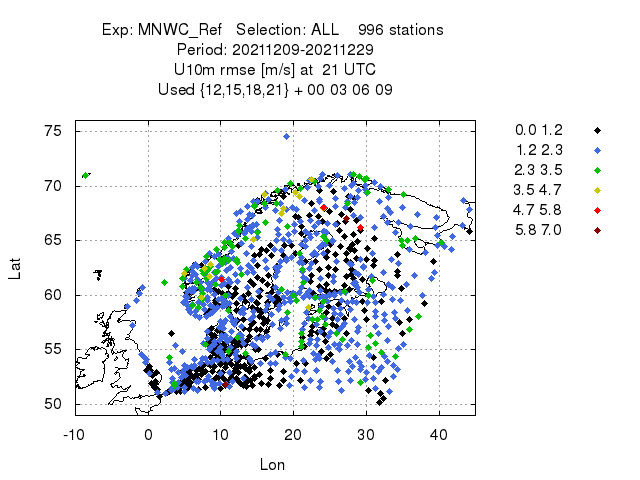 Exp: MNWC_Ref   Selection: ALL    996 stations
Period: 20211209-20211229
U10m rmse [m/s] at  21 UTC
Used {12,15,18,21} + 00 03 06 09
75
70
65
60
55
50
Lat
-10 0 10 20 30 40
Lon
0.0 1.2
1.2 2.3
2.3 3.5
3.5 4.7
4.7 5.8
5.8 7.0